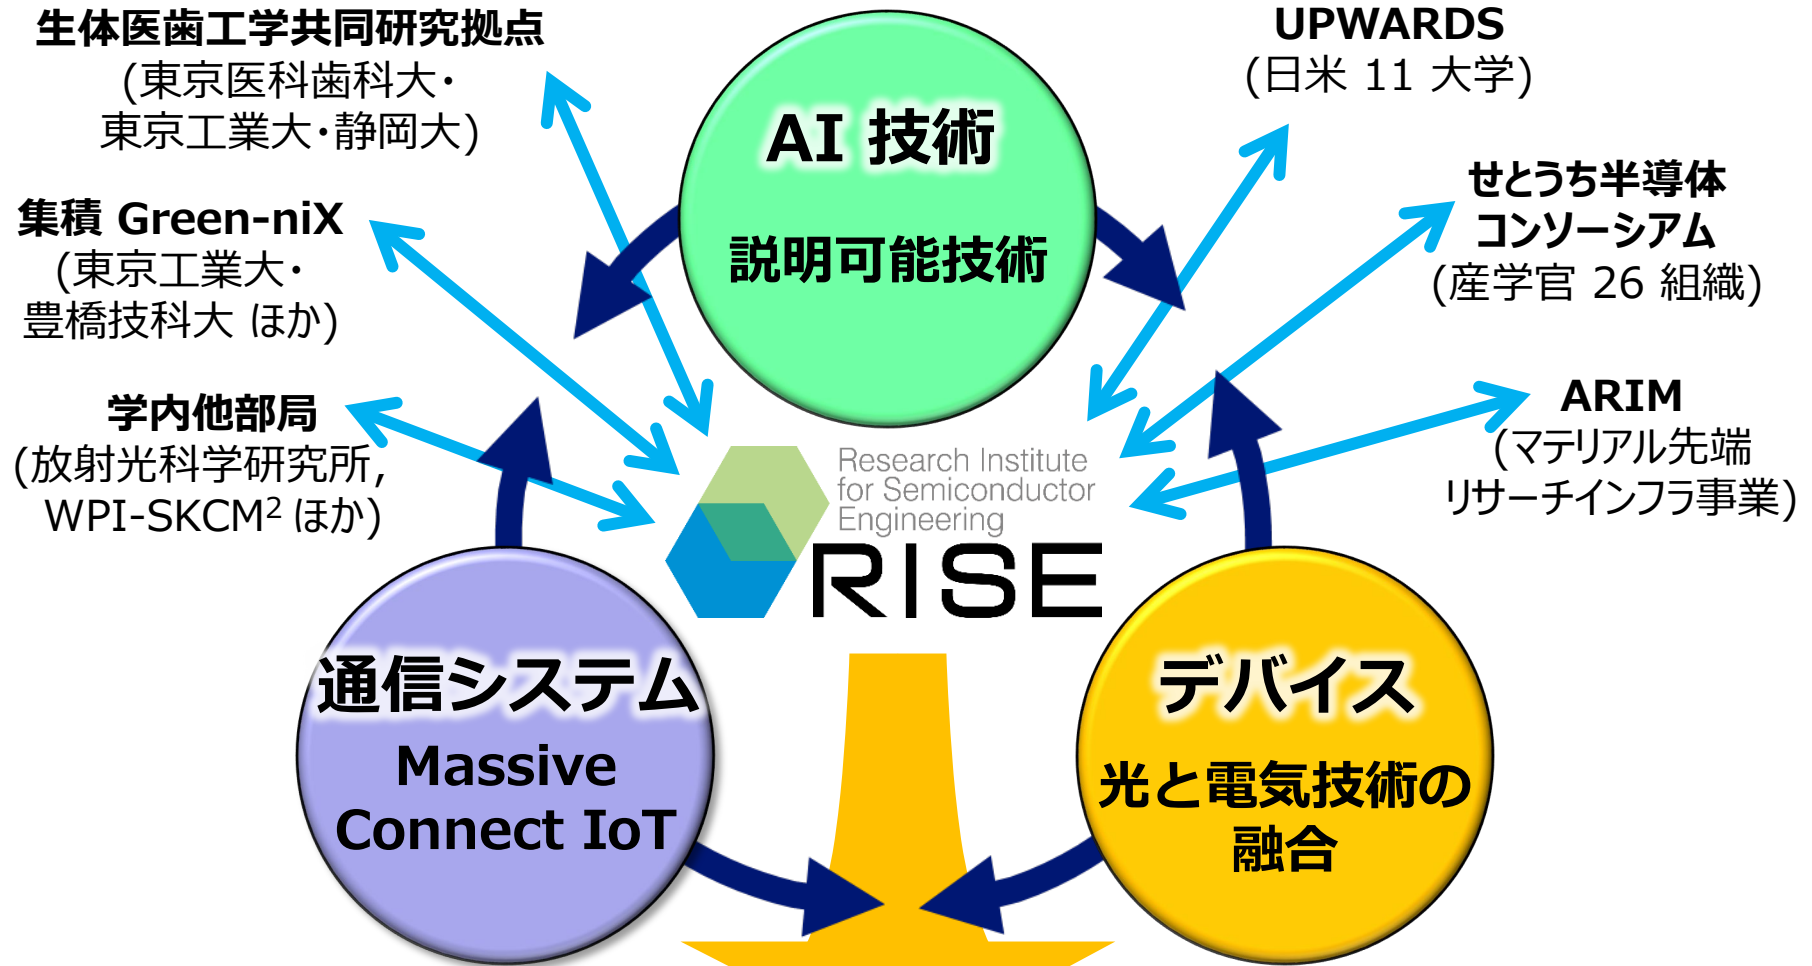 生体医歯工学共同研究拠点
(東京医科歯科大・
東京工業大・静岡大)
集積 Green-niX
(東京工業大・
豊橋技科大 ほか)
学内他部局
(放射光科学研究所,
WPI-SKCM² ほか)
AI 技術
説明可能技術
UPWARDS
(日米 11 大学)
せとうち半導体
コンソーシアム
(産学官 26 組織)
ARIM
(マテリアル先端
リサーチインフラ事業)
Research Institute
for Semiconductor
Engineering
RISE
通信システム
Massive
Connect IoT
デバイス
光と電気技術の
融合